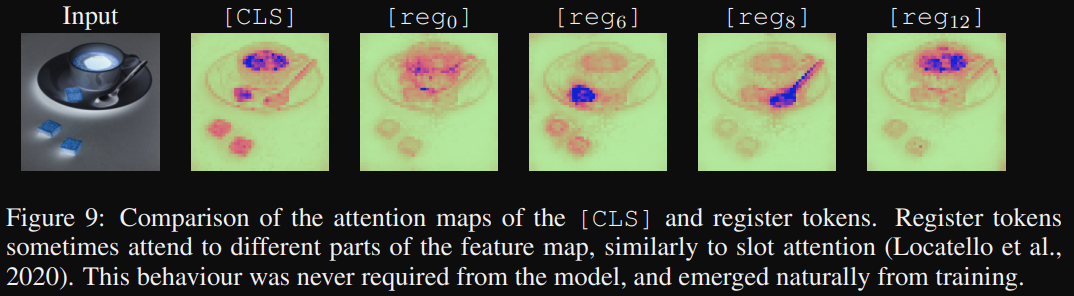 Input [CLS] [reg₀] [reg₆] [reg₈] [reg₁₂]
Figure 9: Comparison of the attention maps of the [CLS] and register tokens. Register tokens
sometimes attend to different parts of the feature map, similarly to slot attention (Locatello et al.,
2020). This behaviour was never required from the model, and emerged naturally from training.